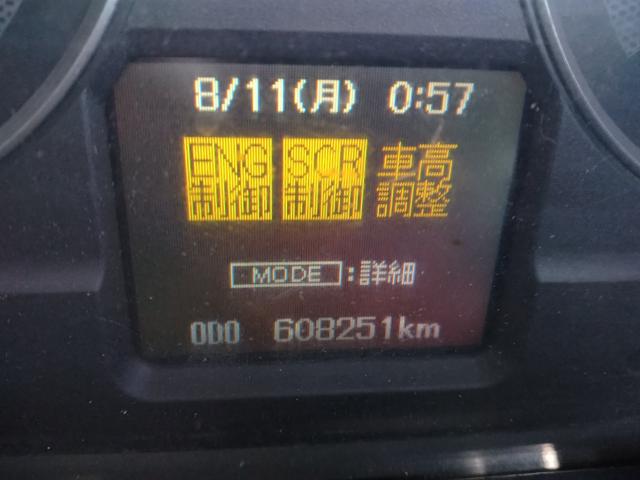 8/11(月) 0:57
ENG SCR 車高
制御 制御 調整
MODE :詳細
ODO 608251km